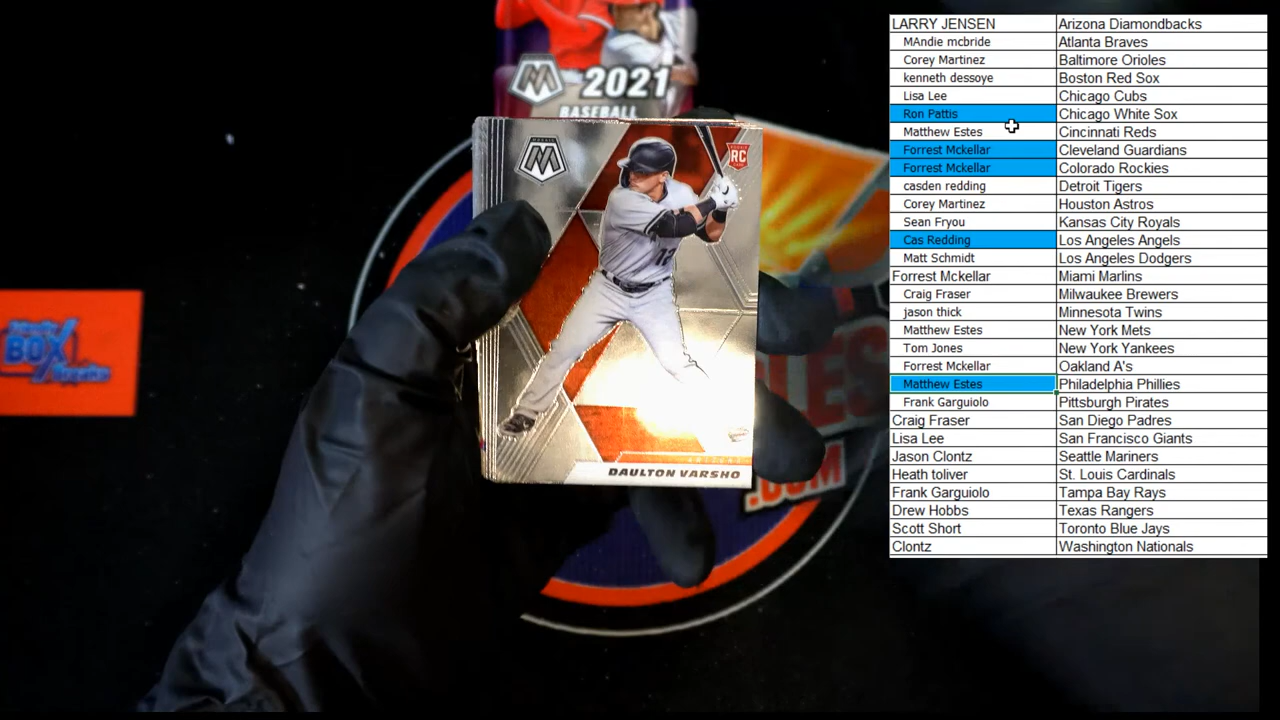 2021
BASEBALL
RC
12
DAULTON VARSHO
BOX
.COM
LARRY JENSEN Arizona Diamondbacks
MAndie mcbride Atlanta Braves
Corey Martinez Baltimore Orioles
kenneth dessoye Boston Red Sox
Lisa Lee Chicago Cubs
Ron Pattis Chicago White Sox
Matthew Estes Cincinnati Reds
Forrest Mckellar Cleveland Guardians
Forrest Mckellar Colorado Rockies
casden redding Detroit Tigers
Corey Martinez Houston Astros
Sean Fryou Kansas City Royals
Cas Redding Los Angeles Angels
Matt Schmidt Los Angeles Dodgers
Forrest Mckellar Miami Marlins
Craig Fraser Milwaukee Brewers
jason thick Minnesota Twins
Matthew Estes New York Mets
Tom Jones New York Yankees
Forrest Mckellar Oakland A's
Matthew Estes Philadelphia Phillies
Frank Garguiolo Pittsburgh Pirates
Craig Fraser San Diego Padres
Lisa Lee San Francisco Giants
Jason Clontz Seattle Mariners
Heath toliver St. Louis Cardinals
Frank Garguiolo Tampa Bay Rays
Drew Hobbs Texas Rangers
Scott Short Toronto Blue Jays
Clontz Washington Nationals